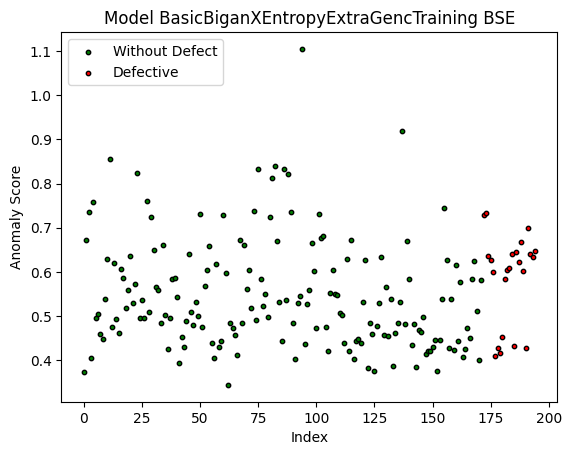 Model BasicBiganXEntropyExtraGencTraining BSE
Without Defect
Defective
Anomaly Score
1.1
1.0
0.9
0.8
0.7
0.6
0.5
0.4
0 25 50 75 100 125 150 175 200
Index